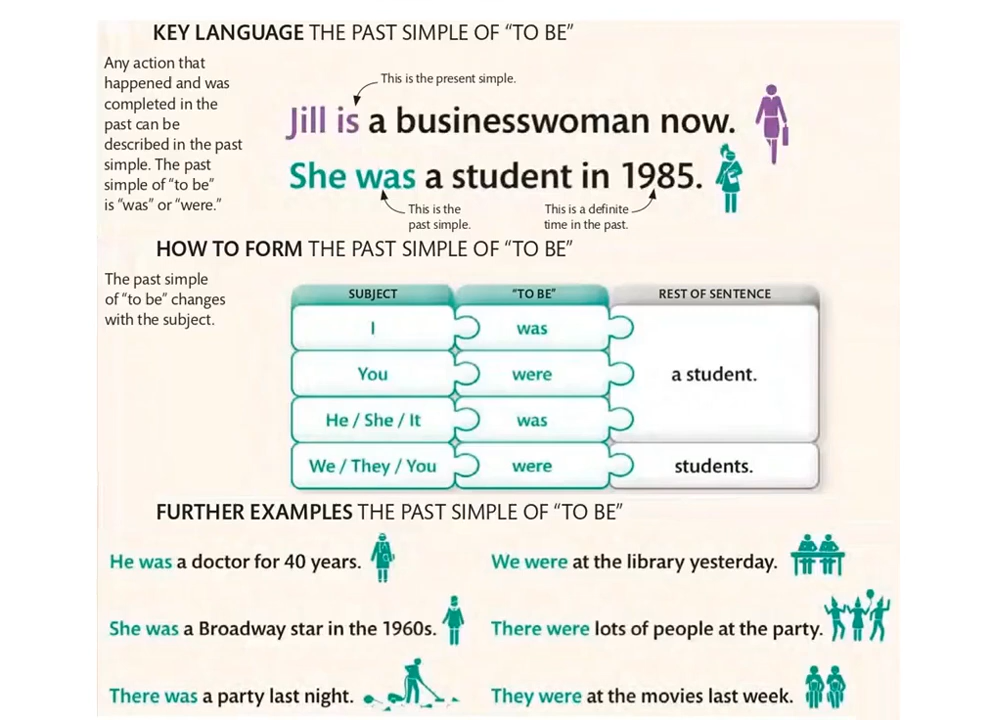 KEY LANGUAGE THE PAST SIMPLE OF “TO BE”
Any action that
happened and was
completed in the
past can be
described in the past
simple. The past
simple of “to be”
is “was” or “were.”
This is the present simple.
Jill is a businesswoman now.
She was a student in 1985.
This is the
past simple.
This is a definite
time in the past.
HOW TO FORM THE PAST SIMPLE OF “TO BE”
The past simple
of “to be” changes
with the subject.
SUBJECT “TO BE” REST OF SENTENCE
I was
You were a student.
He / She / It was
We / They / You were students.
FURTHER EXAMPLES THE PAST SIMPLE OF “TO BE”
He was a doctor for 40 years.
We were at the library yesterday.
She was a Broadway star in the 1960s.
There were lots of people at the party.
There was a party last night.
They were at the movies last week.